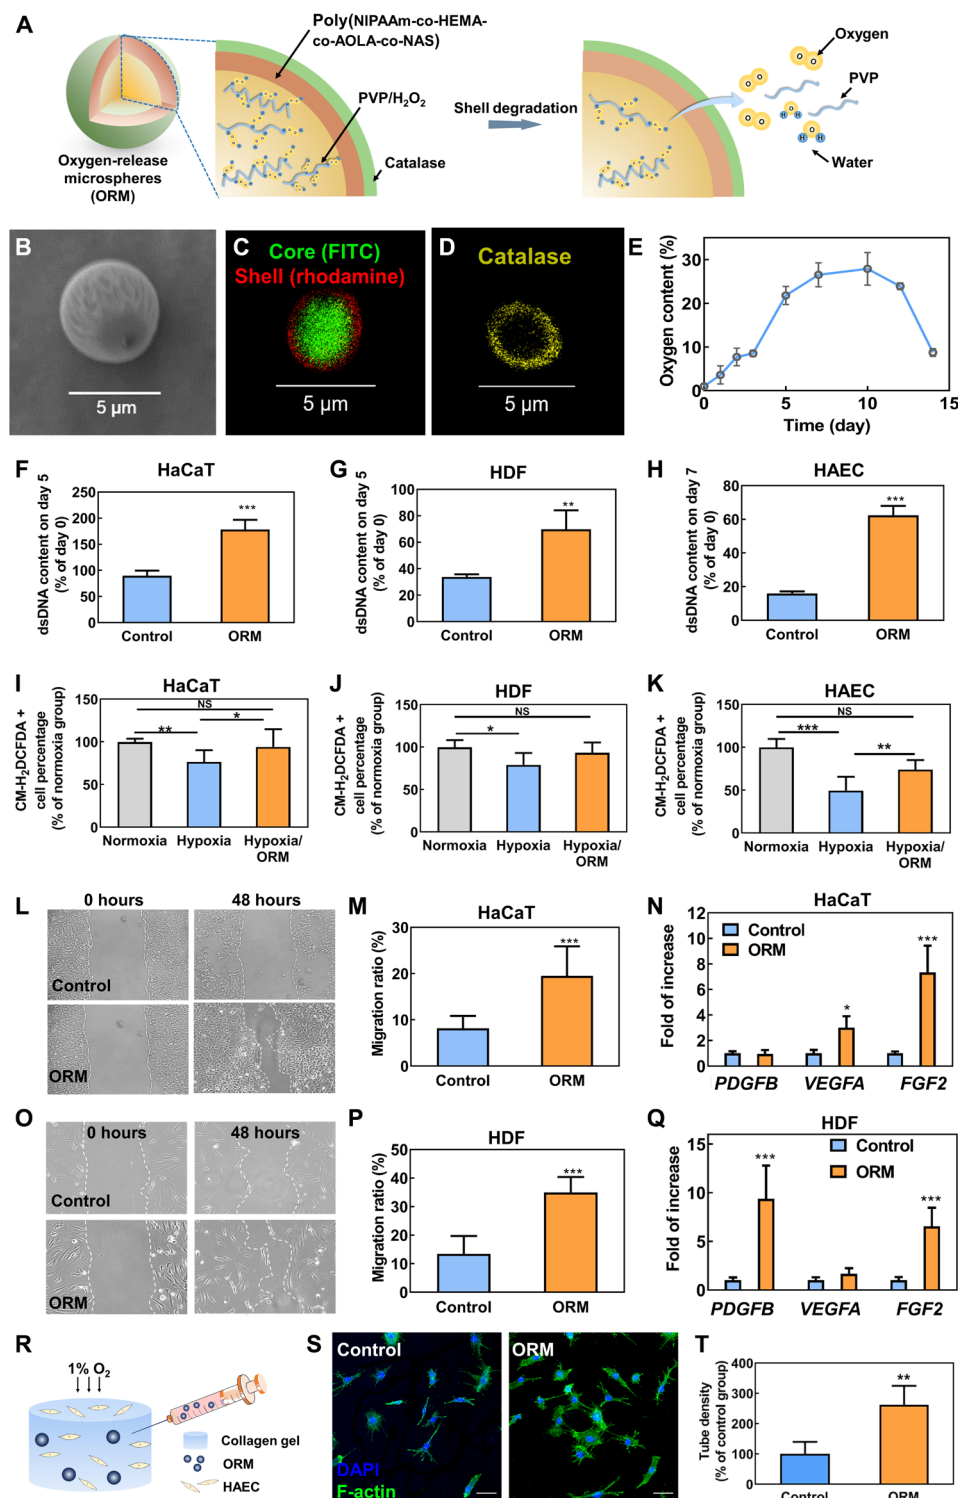 A
Poly(NIPAAm-co-HEMA-
co-AOLA-co-NAS)
PVP/H₂O₂
Catalase
Oxygen-release
microspheres
(ORM)
Shell degradation
Oxygen
PVP
O O
H O H
Water
B
5 µm
C
Core (FITC)
Shell (rhodamine)
5 µm
D
Catalase
5 µm
E
Oxygen content (%)
30
20
10
0
0 5 10 15
Time (day)
F
HaCaT
dsDNA content on day 5
(% of day 0)
250
200
150
100
50
0
***
Control ORM
G
HDF
dsDNA content on day 5
(% of day 0)
100
80
60
40
20
0
**
Control ORM
H
HAEC
dsDNA content on day 7
(% of day 0)
80
60
40
20
0
***
Control ORM
I
HaCaT
CM-H₂DCFDA +
cell percentage
(% of normoxia group)
150
100
50
0
NS
** *
Normoxia Hypoxia Hypoxia/
ORM
J
HDF
CM-H₂DCFDA +
cell percentage
(% of normoxia group)
150
100
50
0
NS
*
Normoxia Hypoxia Hypoxia/
ORM
K
HAEC
CM-H₂DCFDA +
cell percentage
(% of normoxia group)
150
100
50
0
NS
*** **
Normoxia Hypoxia Hypoxia/
ORM
L
0 hours 48 hours
Control
ORM
M
HaCaT
Migration ratio (%)
30
20
10
0
***
Control ORM
N
HaCaT
Fold of increase
12
10
8
6
4
2
0
Control
ORM
* ***
PDGFB VEGFA FGF2
O
0 hours 48 hours
Control
ORM
P
HDF
Migration ratio (%)
50
40
30
20
10
0
***
Control ORM
Q
HDF
Fold of increase
15
10
5
0
Control
ORM
*** ***
PDGFB VEGFA FGF2
R
1% O₂
Collagen gel
ORM
HAEC
S
Control
DAPI
F-actin
ORM
T
Tube density
(% of control group)
400
300
200
100
0
**
Control ORM